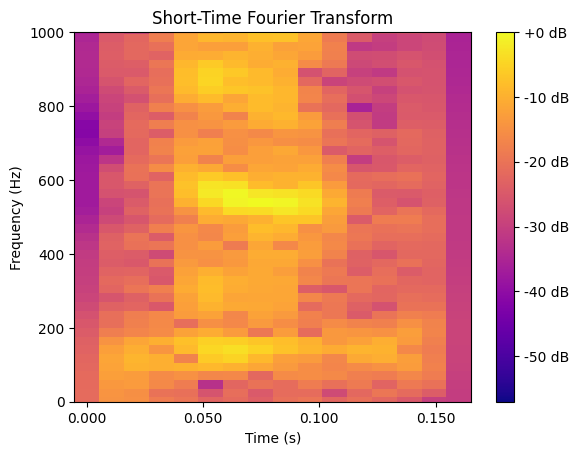 Short-Time Fourier Transform
1000
800
600
400
200
0
Frequency (Hz)
0.000
0.050
0.100
0.150
Time (s)
+0 dB
-10 dB
-20 dB
-30 dB
-40 dB
-50 dB